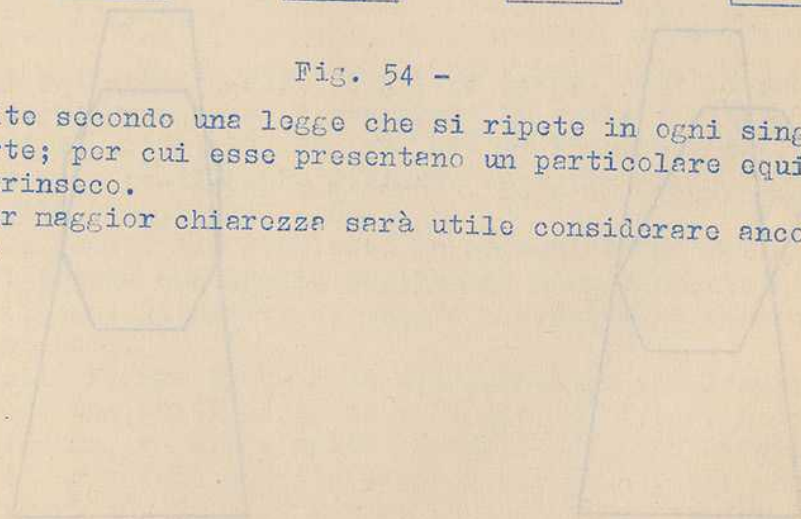 Fig. 54 -
te secondo una legge che si ripete in ogni sing
rte; per cui esse presentano un particolare equi
rinseco.
r maggior chiarezza sarà utile considerare anco